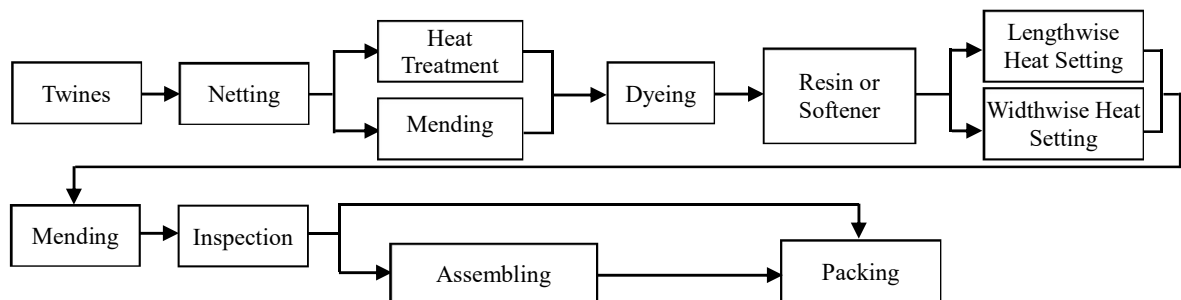 Twines
Netting
Heat
Treatment
Mending
Dyeing
Resin or
Softener
Lengthwise
Heat Setting
Widthwise Heat
Setting
Mending
Inspection
Assembling
Packing